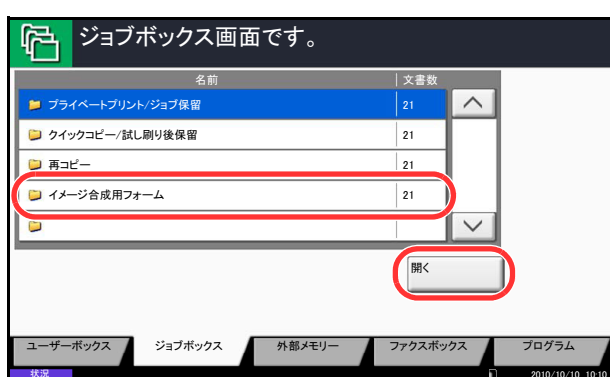 ジョブボックス画面です。
名前 文書数
プライベートプリント/ジョブ保留 21
クイックコピー/試し刷り後保留 21
再コピー 21
イメージ合成用フォーム 21
開く
ユーザーボックス ジョブボックス 外部メモリー ファクスボックス プログラム
状況 2010/10/10 10:10